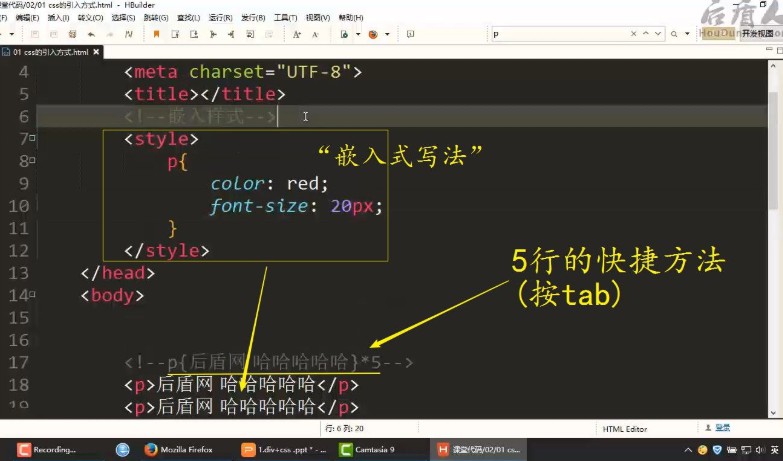 课堂代码/02/01 css的引入方式.html - HBuilder
编辑(E) 插入(I) 转义(O) 选择(S) 跳转(G) 查找(L) 运行(R) 发行(B) 工具(T) 视图(V) 帮助(H)
p
开发视图
01 css的引入方式.html
4 <meta charset="UTF-8">
5 <title></title>
6 <!--嵌入样式-->
7 <style>
“嵌入式写法”
8 p{
9 color: red;
10 font-size: 20px;
11 }
12 </style>
5行的快捷方法
(按tab)
13 </head>
14 <body>
15
16
17 <!--p{后盾网 哈哈哈哈哈}*5-->
18 <p>后盾网 哈哈哈哈哈</p>
19 <p>后盾网 哈哈哈哈哈</p>
行: 6 列: 20
HTML Editor
登录
Recording...
Mozilla Firefox
1.div+css .ppt * - ...
Camtasia 9
课堂代码/02/01 cs...
英